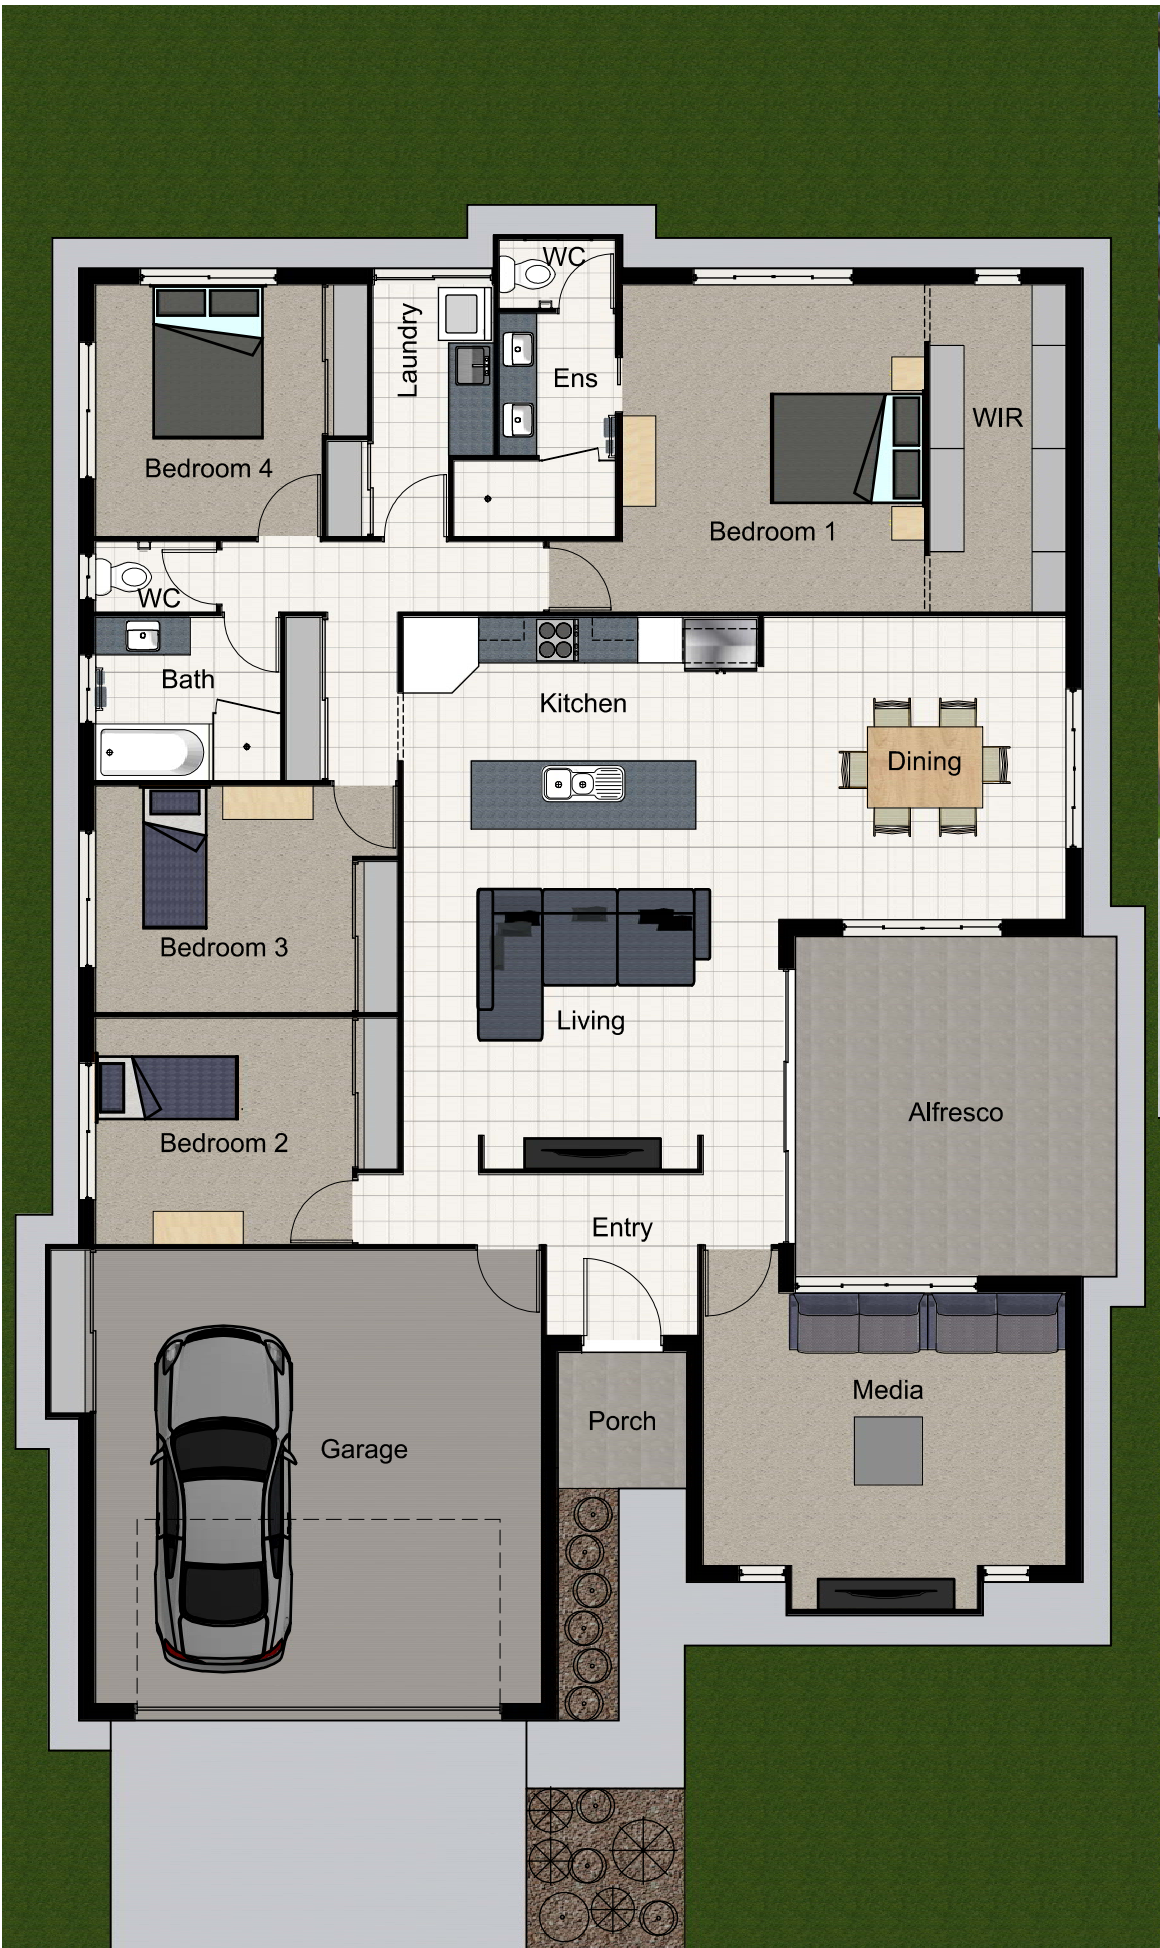 WC
Laundry
Ens
WIR
Bedroom 4
Bedroom 1
WC
Bath
Kitchen
Dining
Bedroom 3
Living
Alfresco
Bedroom 2
Entry
Media
Porch
Garage